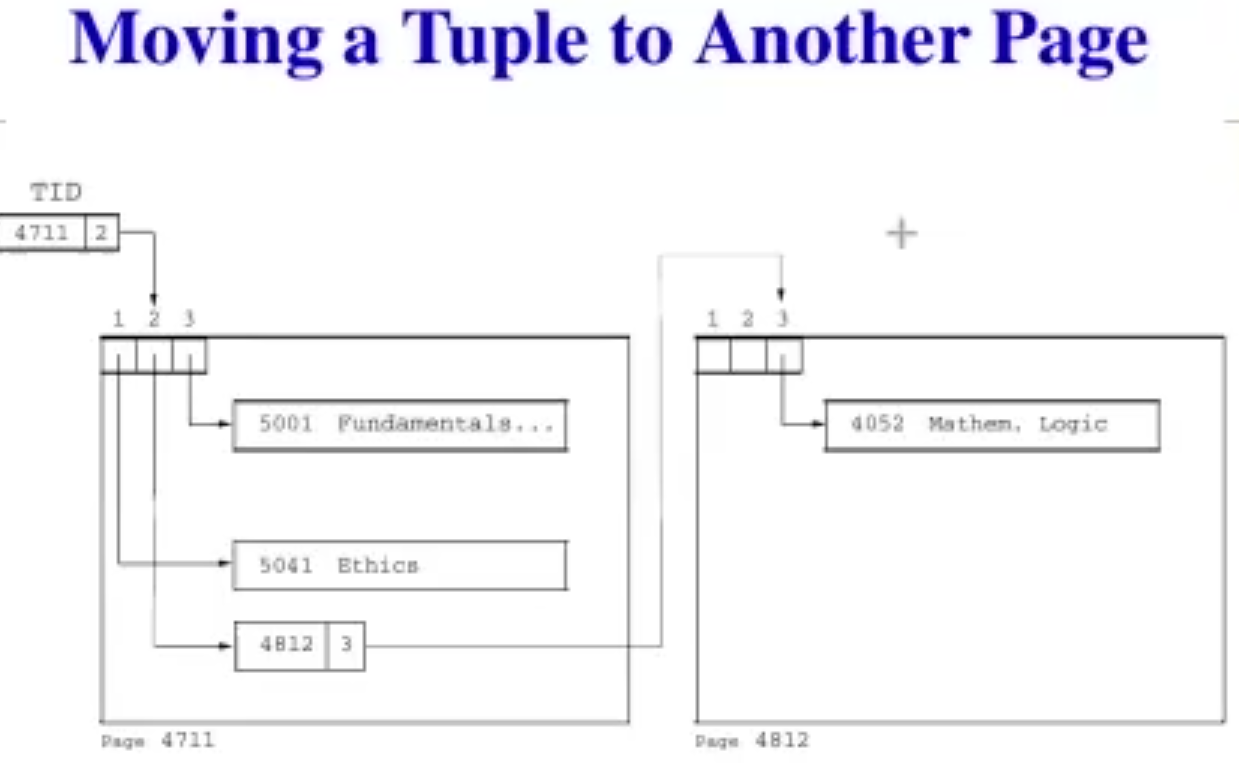 Moving a Tuple to Another Page
TID
4711 2
1 2 3
5001 Fundamentals...
5041 Ethics
4812 3
Page 4711
1 2 3
4052 Mathem. Logic
Page 4812